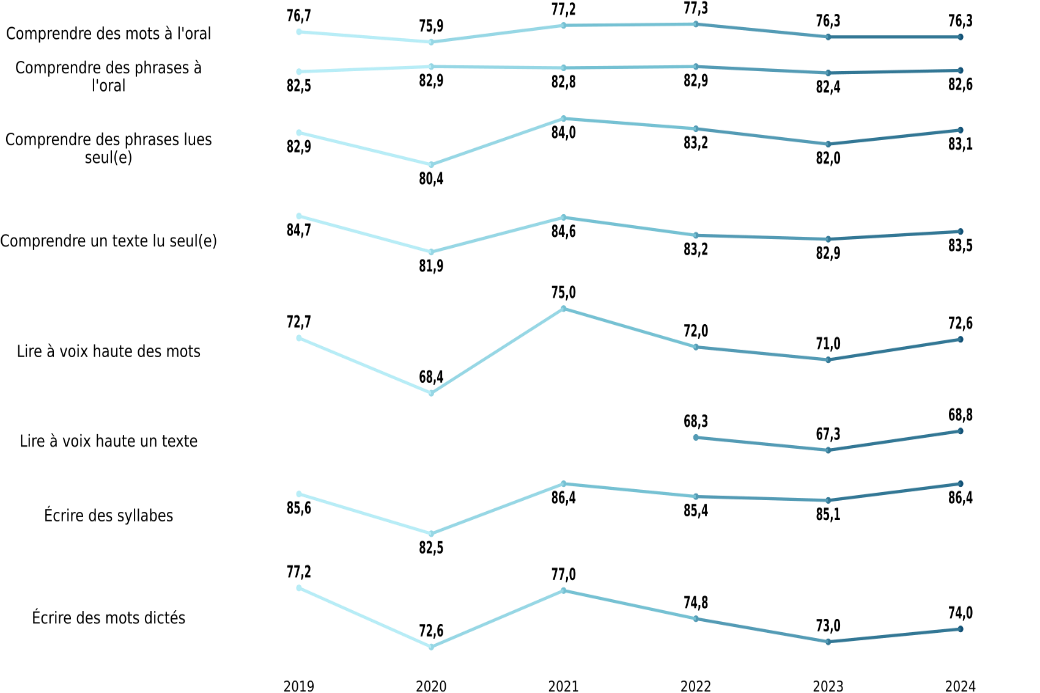 Comprendre des mots à l'oral
76,7 75,9 77,2 77,3 76,3 76,3
Comprendre des phrases à
l'oral
82,5 82,9 82,8 82,9 82,4 82,6
Comprendre des phrases lues
seul(e)
82,9 80,4 84,0 83,2 82,0 83,1
Comprendre un texte lu seul(e)
84,7 81,9 84,6 83,2 82,9 83,5
Lire à voix haute des mots
72,7 68,4 75,0 72,0 71,0 72,6
Lire à voix haute un texte
68,3 67,3 68,8
Écrire des syllabes
85,6 82,5 86,4 85,4 85,1 86,4
Écrire des mots dictés
77,2 72,6 77,0 74,8 73,0 74,0
2019 2020 2021 2022 2023 2024